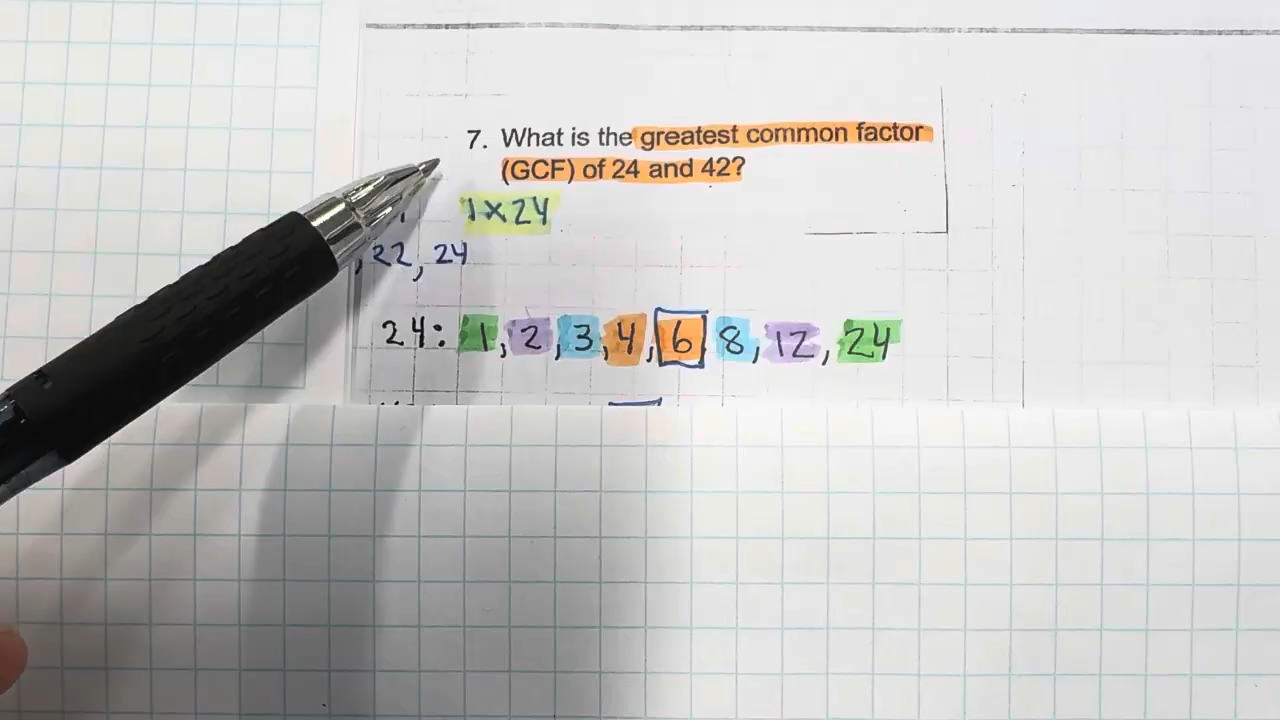 7. What is the greatest common factor
(GCF) of 24 and 42?
1×24
, 22, 24
24: 1, 2, 3, 4, 6, 8, 12, 24